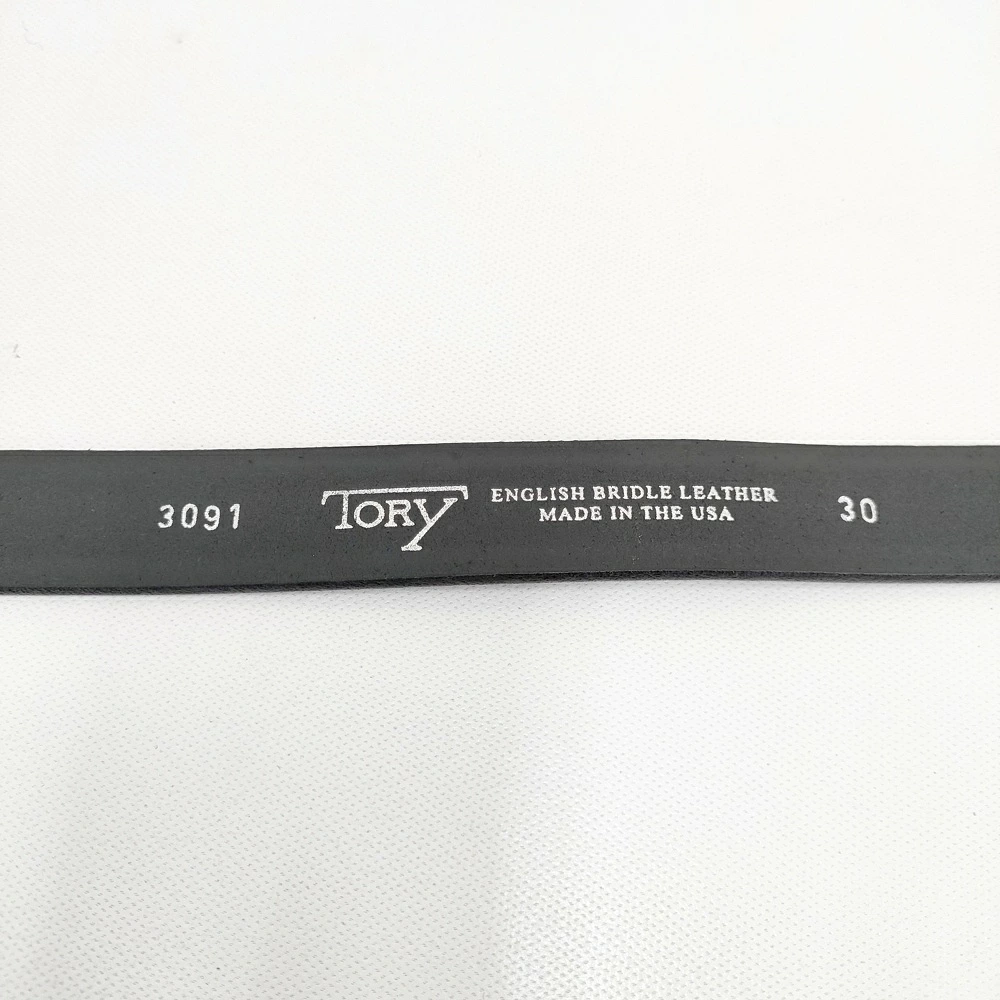 3091
TORY
ENGLISH BRIDLE LEATHER
MADE IN THE USA
30